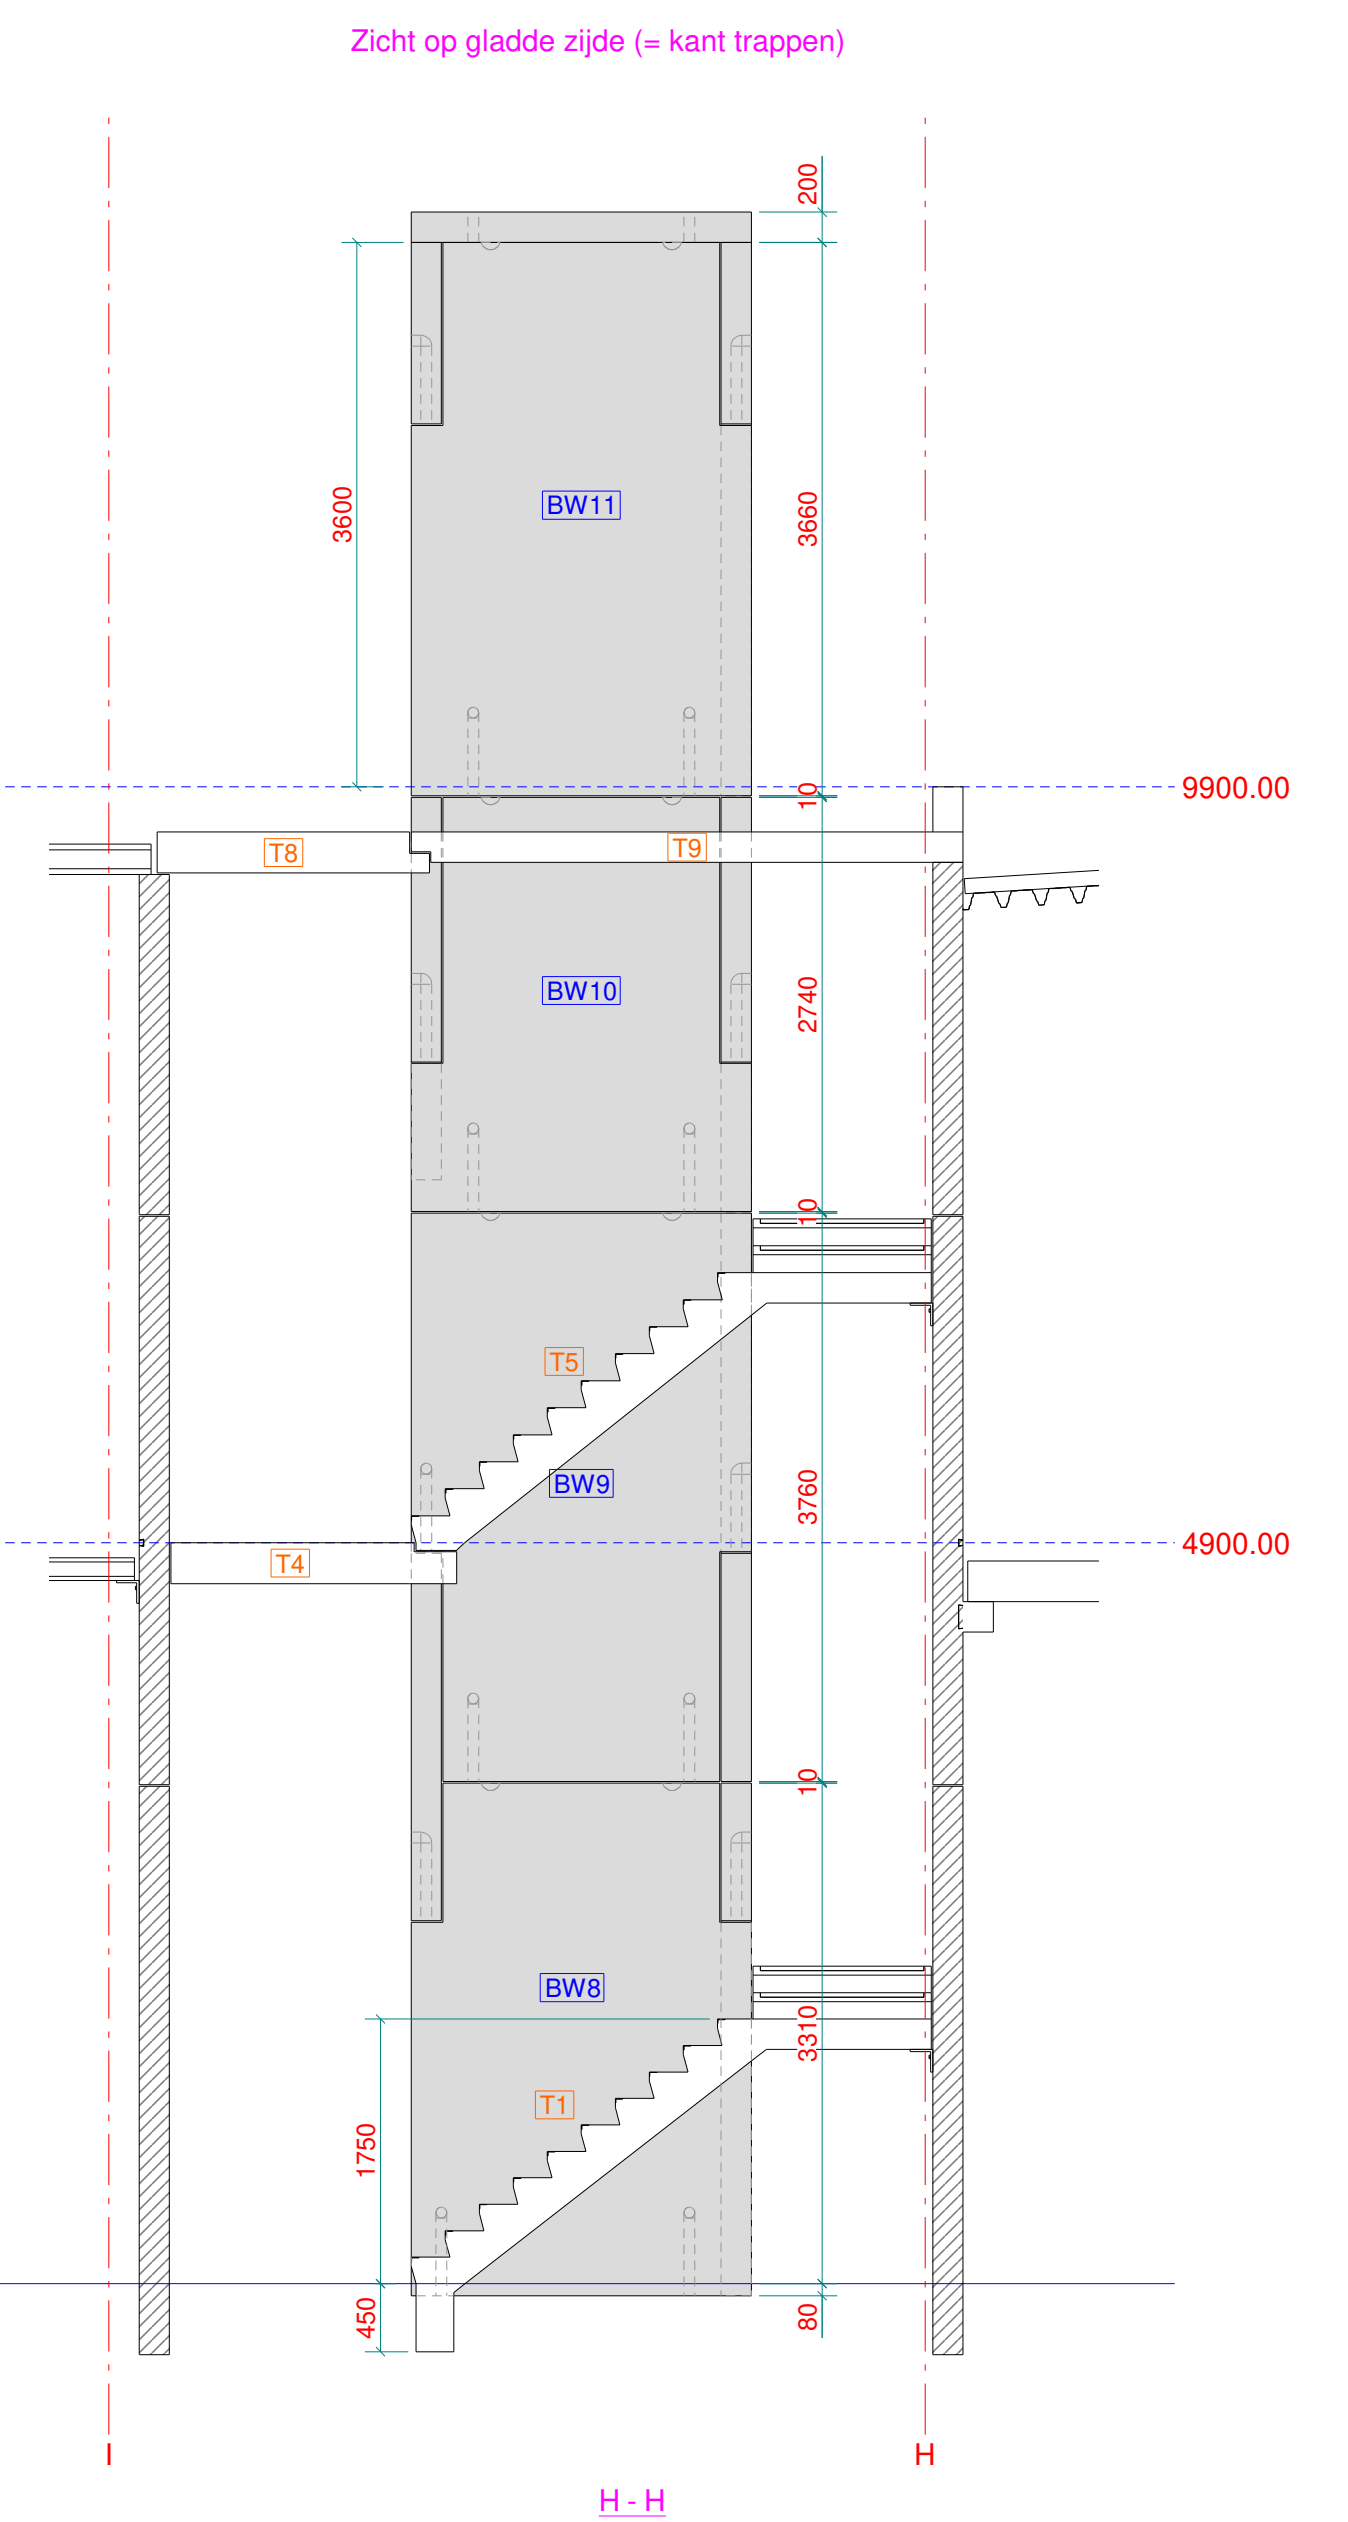 Zicht op gladde zijde (= kant trappen)
200
BW11
3600
3660
10
9900.00
T8
T9
BW10
2740
10
T5
BW9
3760
4900.00
T4
10
BW8
3310
T1
1750
450
80
I
H
H - H